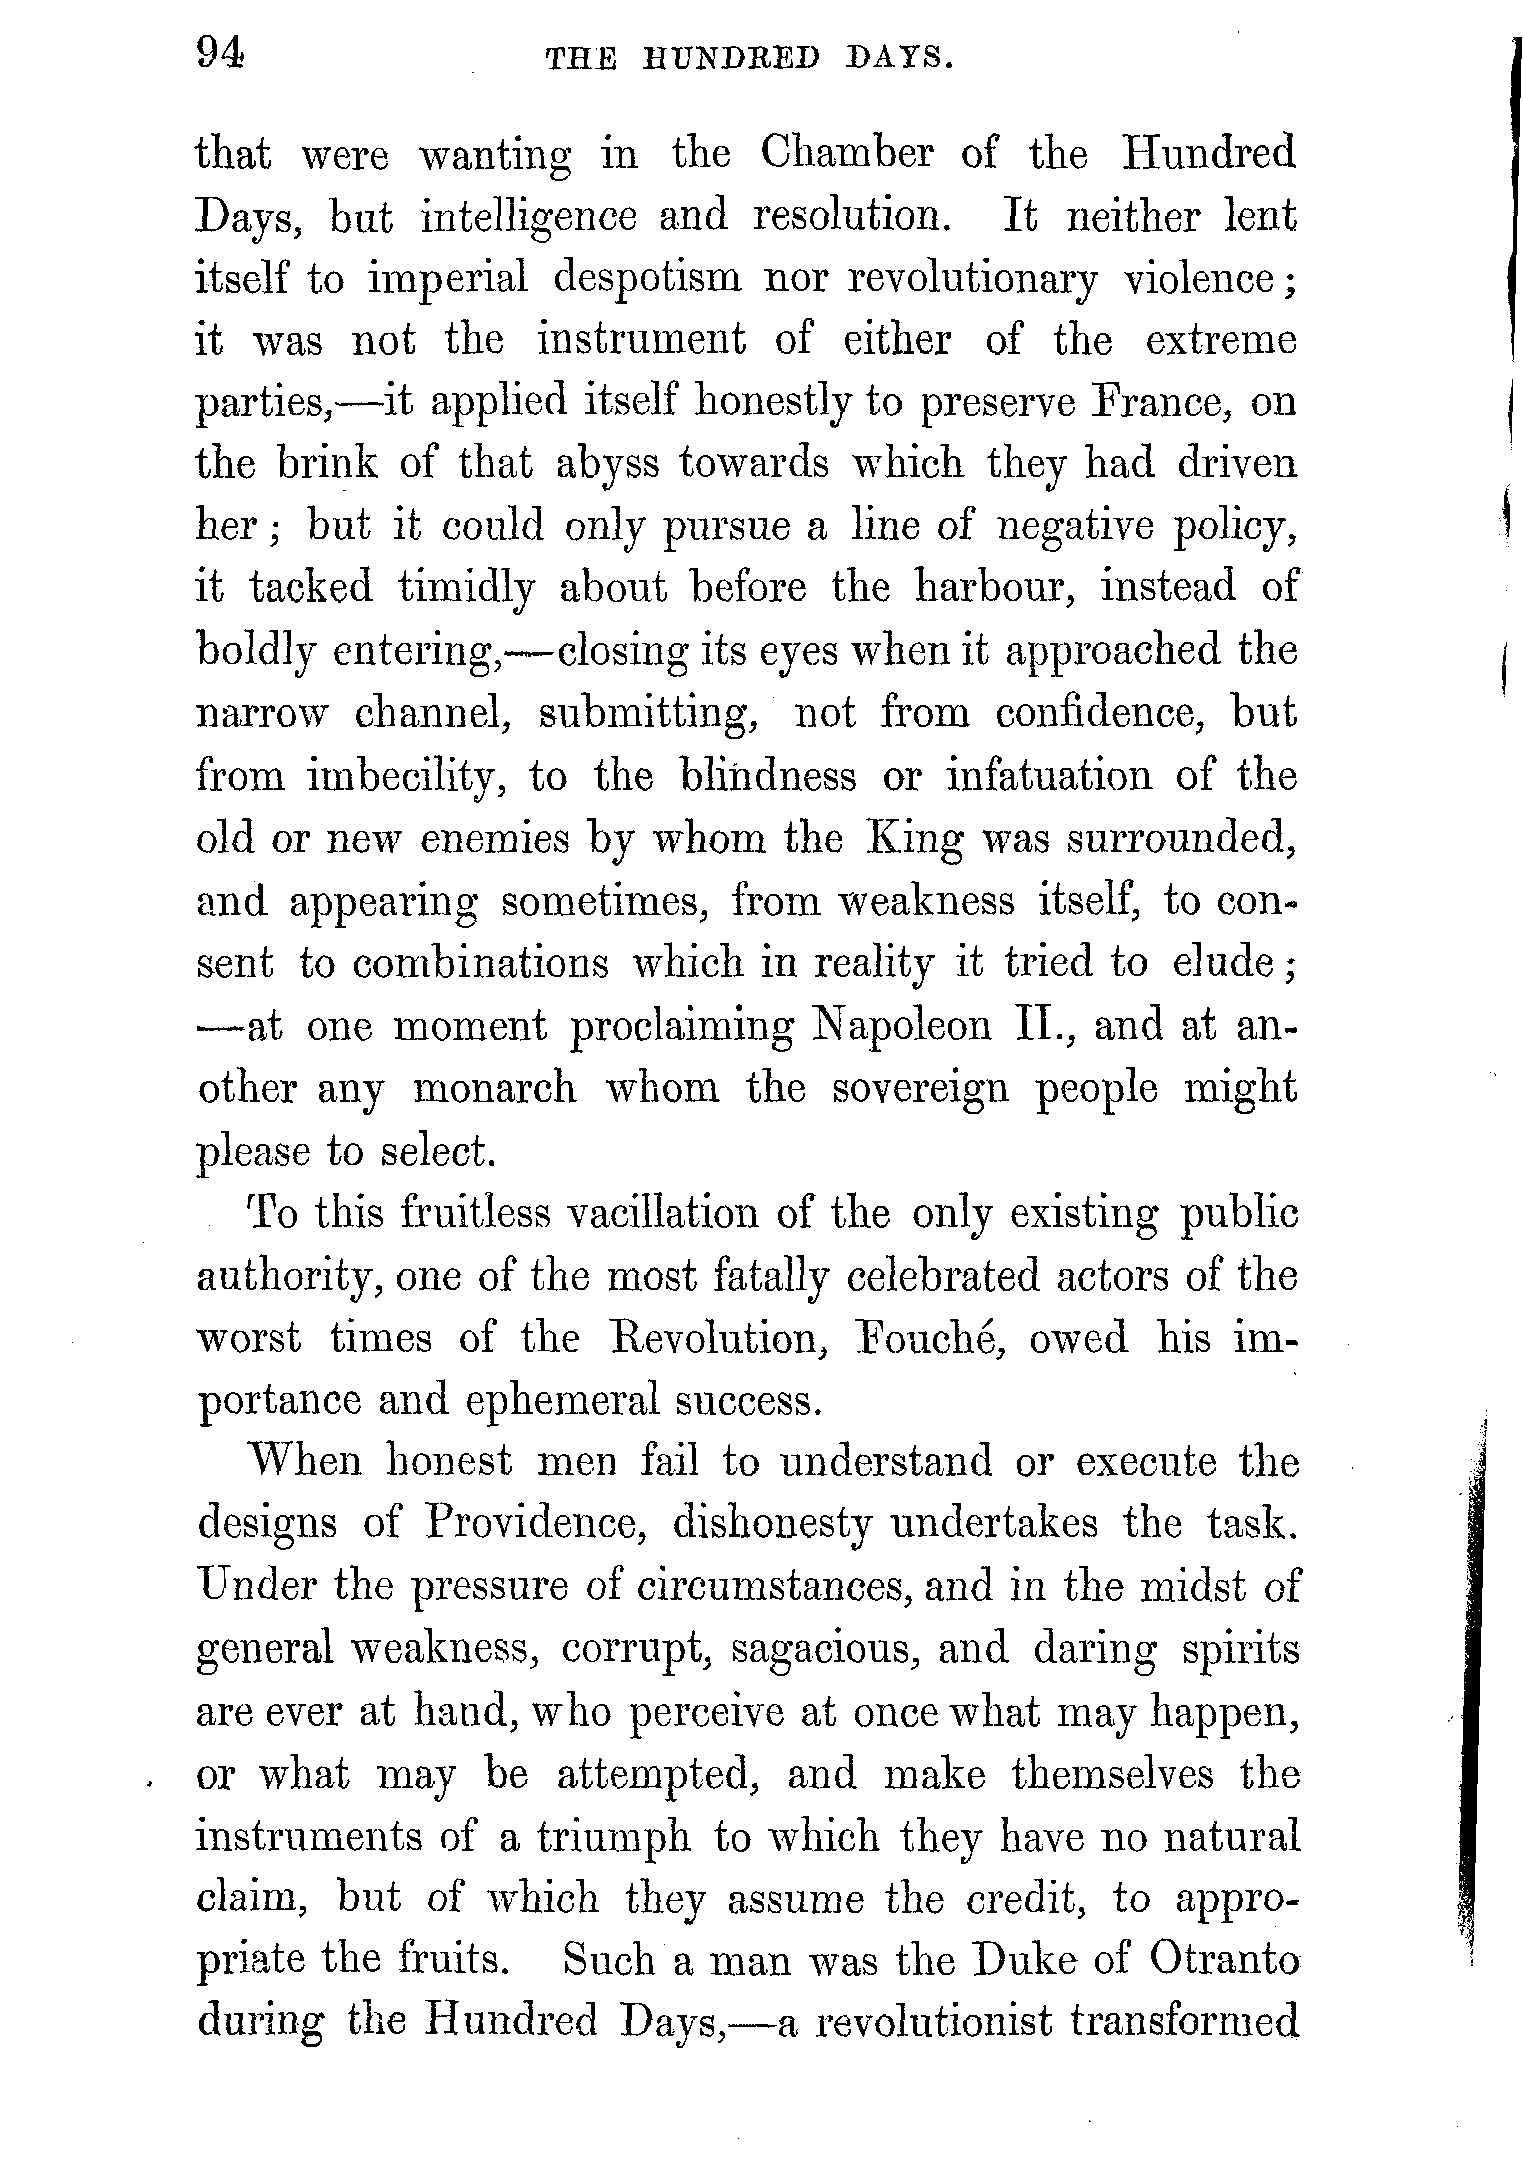 94 THE HUNDRED DAYS.
that were wanting in the Chamber of the Hundred
Days, but intelligence and resolution. It neither lent
itself to imperial despotism nor revolutionary violence;
it was not the instrument of either of the extreme
parties,—it applied itself honestly to preserve France, on
the brink of that abyss towards which they had driven
her; but it could only pursue a line of negative policy,
it tacked timidly about before the harbour, instead of
boldly entering,—closing its eyes when it approached the
narrow channel, submitting, not from confidence, but
from imbecility, to the blindness or infatuation of the
old or new enemies by whom the King was surrounded,
and appearing sometimes, from weakness itself, to con-
sent to combinations which in reality it tried to elude;
—at one moment proclaiming Napoleon II., and at an-
other any monarch whom the sovereign people might
please to select.
To this fruitless vacillation of the only existing public
authority, one of the most fatally celebrated actors of the
worst times of the Revolution, Fouché, owed his im-
portance and ephemeral success.
When honest men fail to understand or execute the
designs of Providence, dishonesty undertakes the task.
Under the pressure of circumstances, and in the midst of
general weakness, corrupt, sagacious, and daring spirits
are ever at hand, who perceive at once what may happen,
or what may be attempted, and make themselves the
instruments of a triumph to which they have no natural
claim, but of which they assume the credit, to appro-
priate the fruits. Such a man was the Duke of Otranto
during the Hundred Days,—a revolutionist transformed